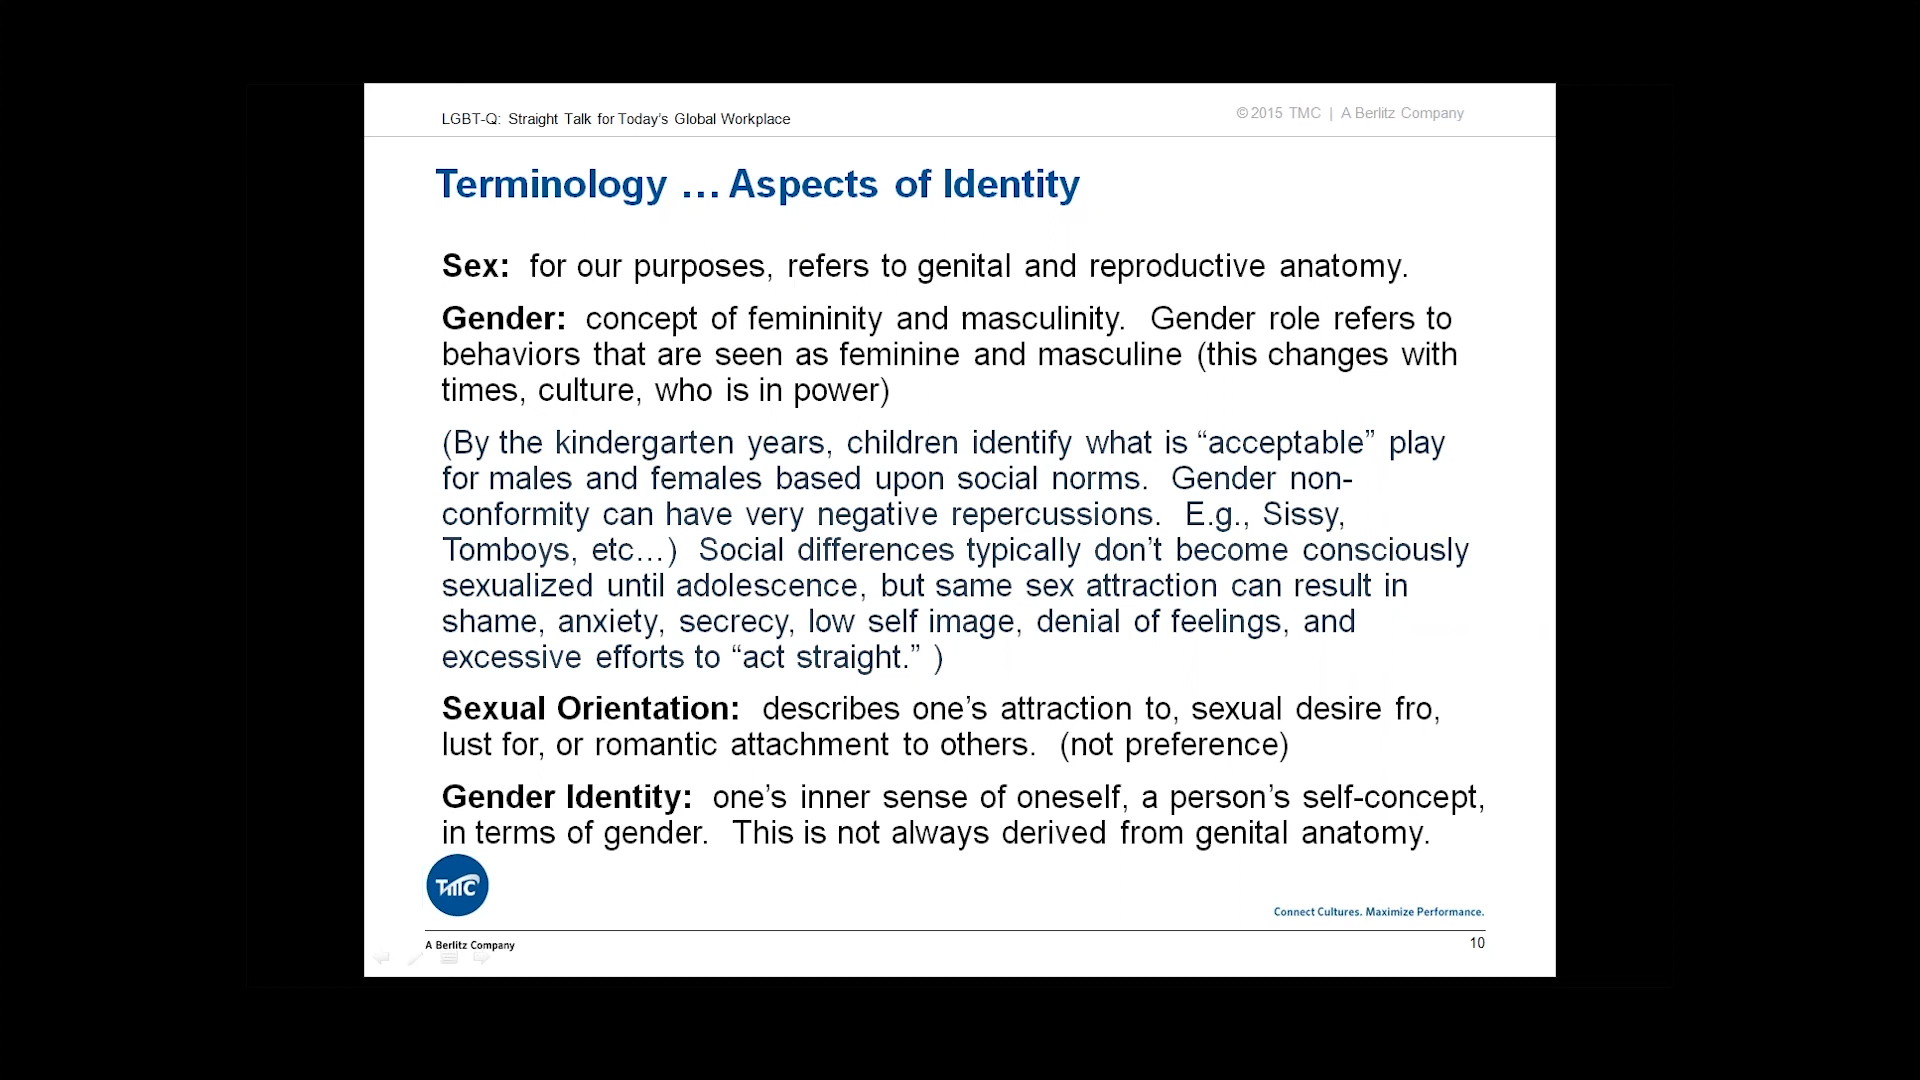 LGBT-Q: Straight Talk for Today's Global Workplace
© 2015 TMC | A Berlitz Company
Terminology … Aspects of Identity
Sex: for our purposes, refers to genital and reproductive anatomy.
Gender: concept of femininity and masculinity. Gender role refers to
behaviors that are seen as feminine and masculine (this changes with
times, culture, who is in power)
(By the kindergarten years, children identify what is “acceptable” play
for males and females based upon social norms. Gender non-
conformity can have very negative repercussions. E.g., Sissy,
Tomboys, etc…) Social differences typically don’t become consciously
sexualized until adolescence, but same sex attraction can result in
shame, anxiety, secrecy, low self image, denial of feelings, and
excessive efforts to “act straight.” )
Sexual Orientation: describes one’s attraction to, sexual desire fro,
lust for, or romantic attachment to others. (not preference)
Gender Identity: one’s inner sense of oneself, a person’s self-concept,
in terms of gender. This is not always derived from genital anatomy.
TMC
Connect Cultures. Maximize Performance.
A Berlitz Company
10